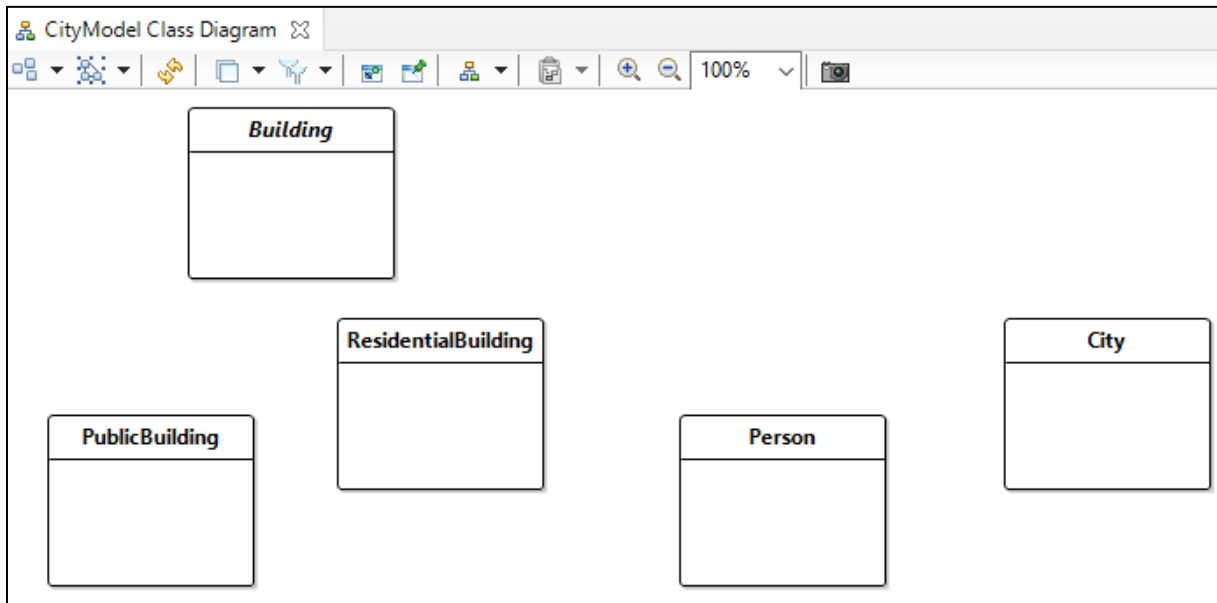 CityModel Class Diagram
100%
Building
ResidentialBuilding
City
PublicBuilding
Person